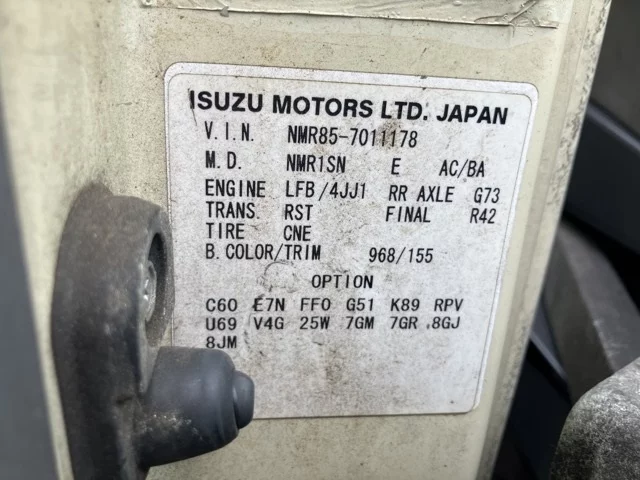 ISUZU MOTORS LTD. JAPAN
V.I.N. NMR85-7011178
M.D. NMR1SN E AC/BA
ENGINE LFB/4JJ1 RR AXLE G73
TRANS. RST FINAL R42
TIRE CNE
B.COLOR/TRIM 968/155
OPTION
C60 E7N FF0 G51 K89 RPV
U69 V4G 25W 7GM 7GR 8GJ
8JM